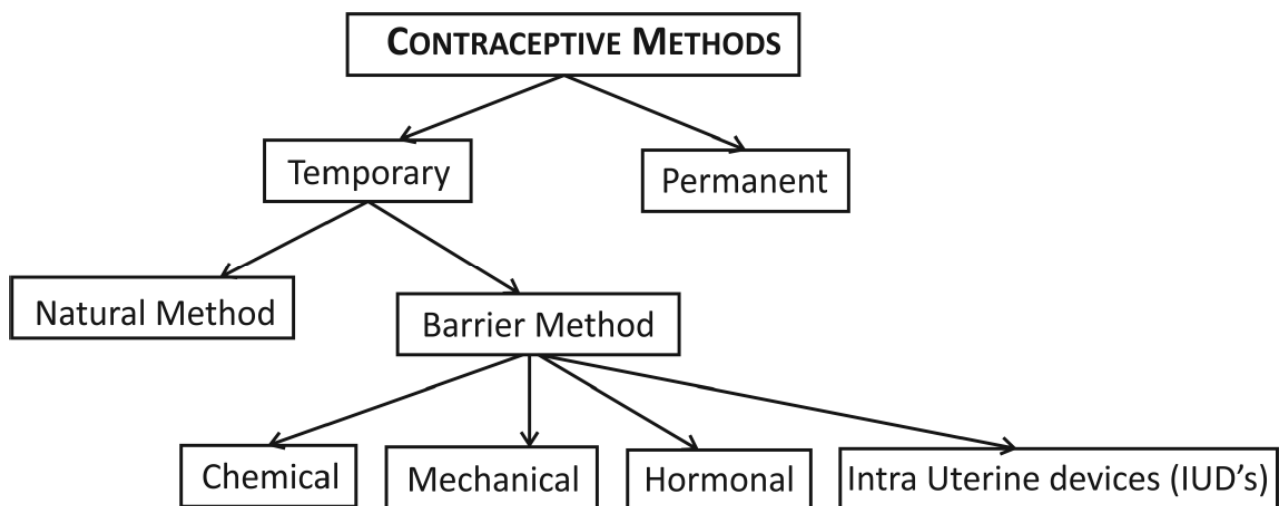 CONTRACEPTIVE METHODS
Temporary
Permanent
Natural Method
Barrier Method
Chemical
Mechanical
Hormonal
Intra Uterine devices (IUD's)